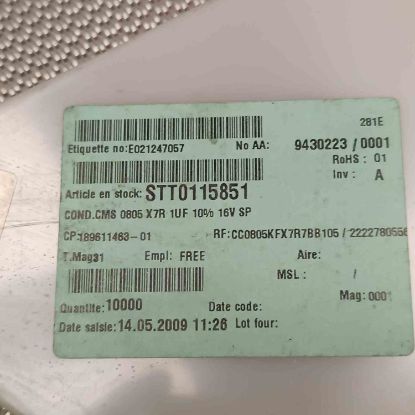 281E
Etiquette no:E021247057 No AA: 9430223 / 0001
RoHS : 01
Inv : A
Article en stock: STT0115851
COND.CMS 0805 X7R 1UF 10% 16V SP
CP:189611463-01 RF:CC0805KFX7R7BB105 / 2222780556
T.Mag31 Empl: FREE Aire:
MSL : /
Mag: 0001
Quantite: 10000 Date code:
Date saisie: 14.05.2009 11:26 Lot four: